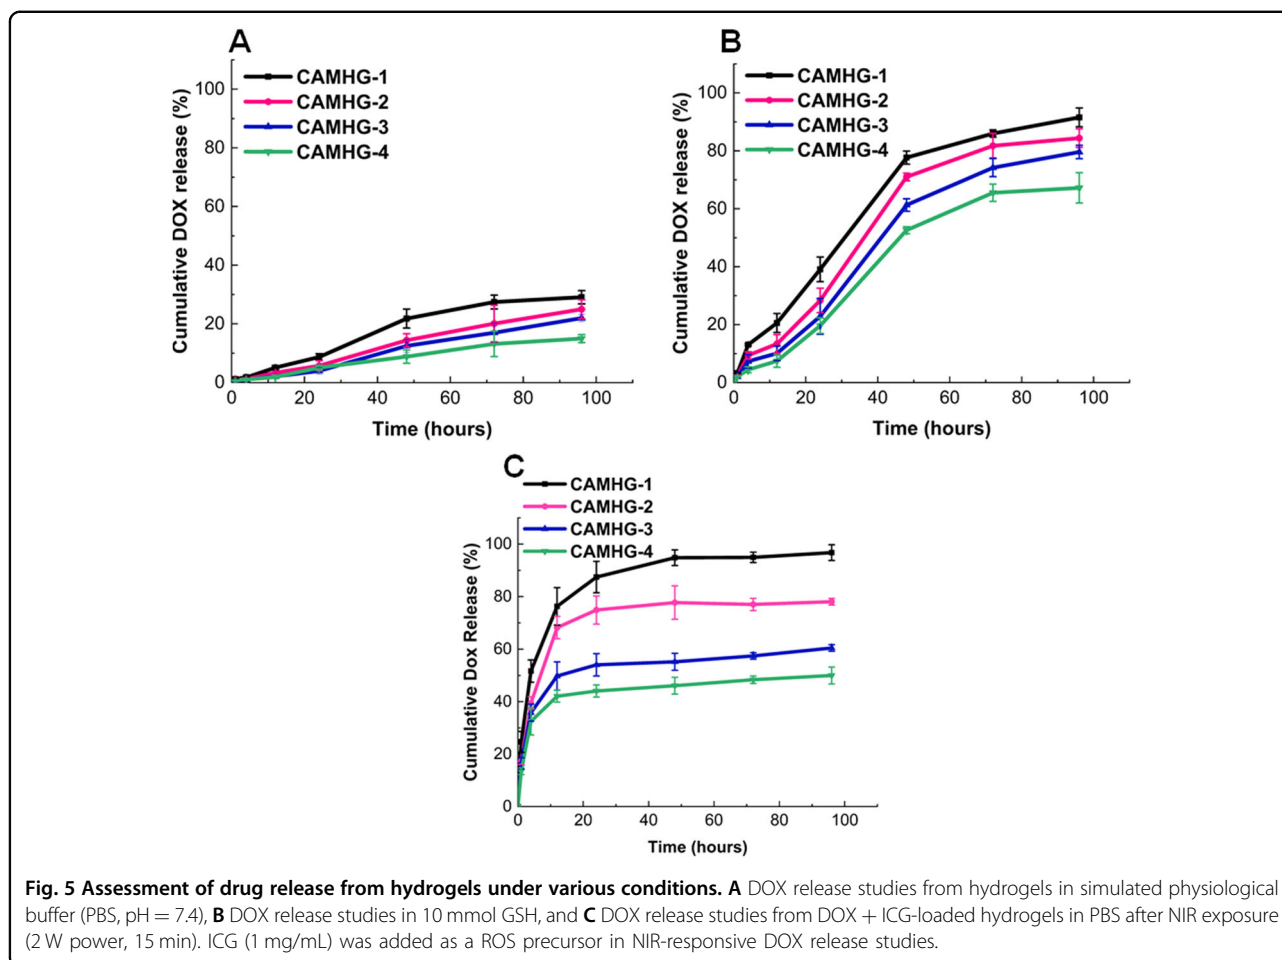 A
CAMHG-1
CAMHG-2
CAMHG-3
CAMHG-4
Cumulative DOX release (%)
100
80
60
40
20
0
0 20 40 60 80 100
Time (hours)
B
CAMHG-1
CAMHG-2
CAMHG-3
CAMHG-4
Cumulative DOX release (%)
100
80
60
40
20
0
0 20 40 60 80 100
Time (hours)
C
CAMHG-1
CAMHG-2
CAMHG-3
CAMHG-4
Cumulative Dox Release (%)
100
80
60
40
20
0
0 20 40 60 80 100
Time (hours)
Fig. 5 Assessment of drug release from hydrogels under various conditions. A DOX release studies from hydrogels in simulated physiological
buffer (PBS, pH = 7.4), B DOX release studies in 10 mmol GSH, and C DOX release studies from DOX + ICG-loaded hydrogels in PBS after NIR exposure
(2 W power, 15 min). ICG (1 mg/mL) was added as a ROS precursor in NIR-responsive DOX release studies.